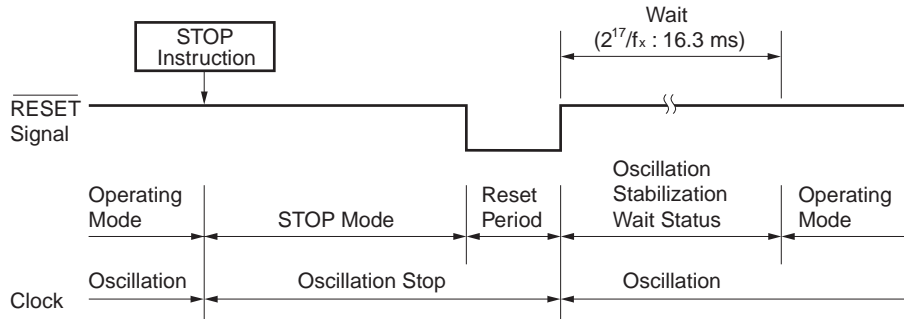 Wait
(2¹⁷/fx : 16.3 ms)
STOP
Instruction
RESET
Signal
Operating
Mode
STOP Mode
Reset
Period
Oscillation
Stabilization
Wait Status
Operating
Mode
Clock
Oscillation
Oscillation Stop
Oscillation